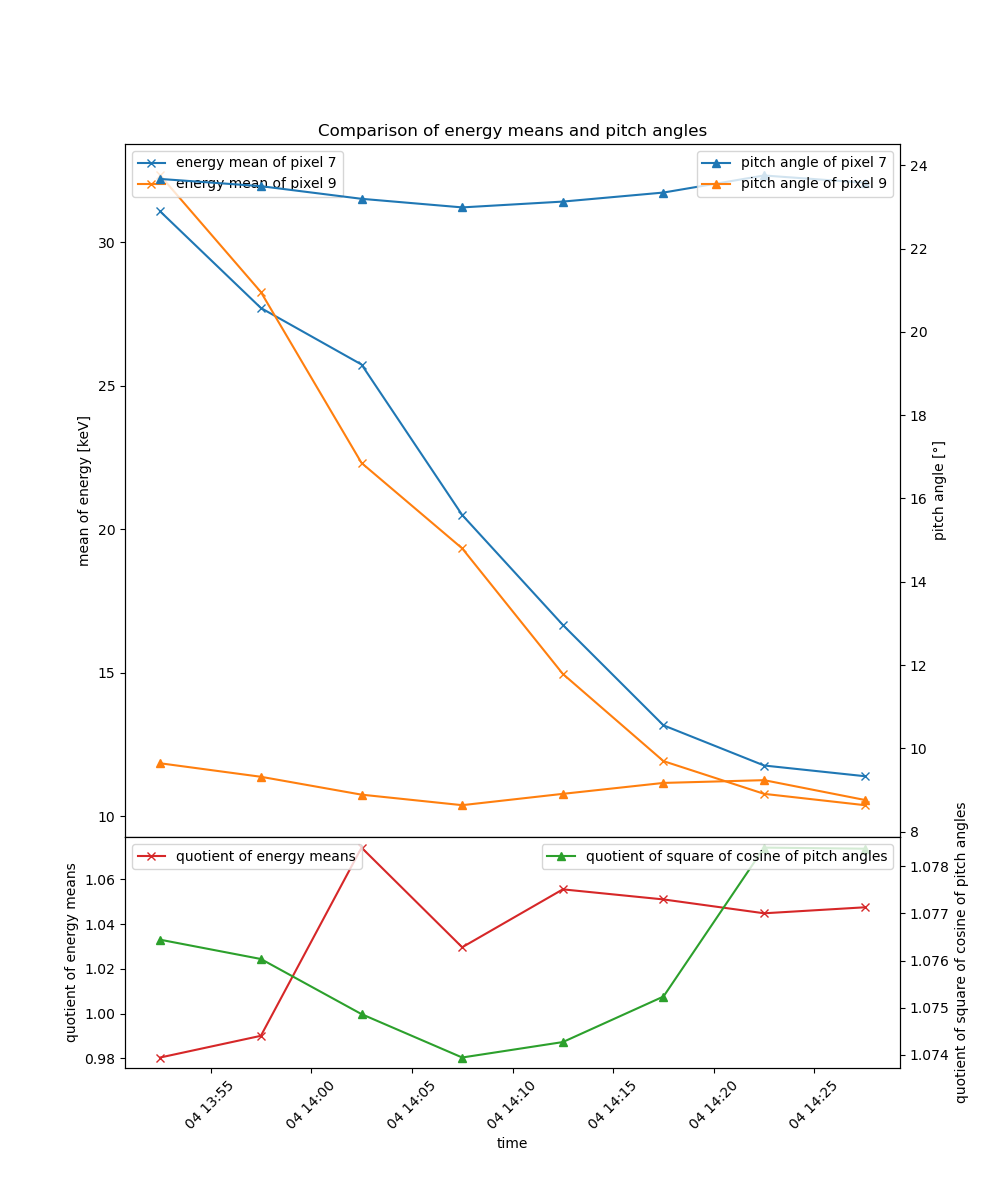 Comparison of energy means and pitch angles
energy mean of pixel 7
energy mean of pixel 9
pitch angle of pixel 7
pitch angle of pixel 9
mean of energy [keV]
30
25
20
15
10
pitch angle [°]
24
22
20
18
16
14
12
10
8
quotient of energy means
quotient of square of cosine of pitch angles
quotient of energy means
1.06
1.04
1.02
1.00
0.98
quotient of square of cosine of pitch angles
1.078
1.077
1.076
1.075
1.074
04 13:55
04 14:00
04 14:05
04 14:10
04 14:15
04 14:20
04 14:25
time